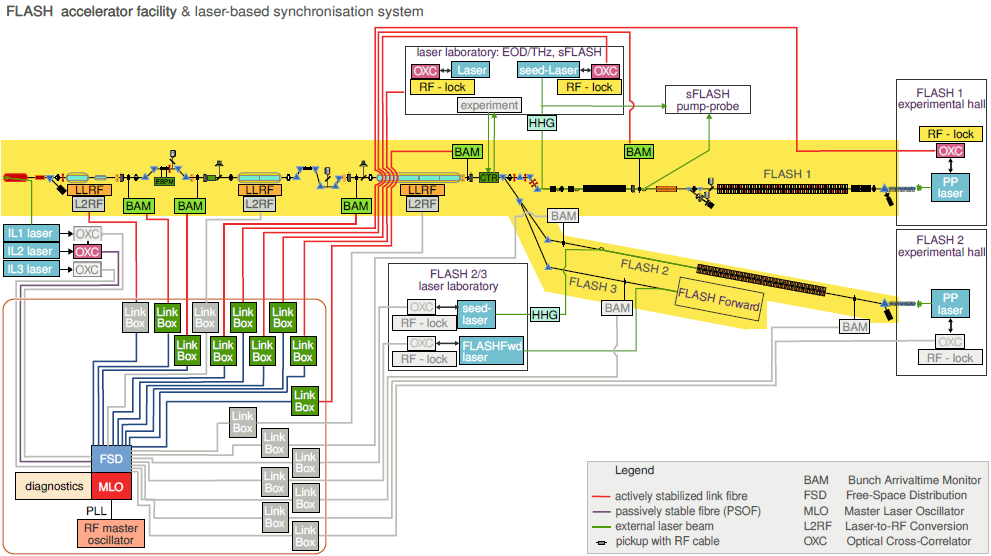 FLASH accelerator facility & laser-based synchronisation system
laser laboratory: EOD/THz, sFLASH
OXC
Laser
seed-Laser
OXC
RF - lock
RF - lock
experiment
HHG
sFLASH
pump-probe
FLASH 1
experimental hall
RF - lock
OXC
PP
laser
BAM
BAM
EBPM
CTR
FLASH 1
LLRF
L2RF
BAM
BAM
LLRF
L2RF
BAM
LLRF
L2RF
BAM
IL1 laser
OXC
IL2 laser
OXC
IL3 laser
OXC
FLASH 2
FLASH 3
FLASH Forward
BAM
BAM
FLASH 2
experimental hall
PP
laser
OXC
RF - lock
FLASH 2/3
laser laboratory
OXC
RF - lock
seed-
laser
HHG
OXC
RF - lock
FLASHFwd
laser
Link
Box
Link
Box
Link
Box
Link
Box
Link
Box
Link
Box
Link
Box
Link
Box
Link
Box
Link
Box
Link
Box
Link
Box
Link
Box
Link
Box
Link
Box
Link
Box
FSD
diagnostics
MLO
PLL
RF master
oscillator
Legend
actively stabilized link fibre
passively stable fibre (PSOF)
external laser beam
pickup with RF cable
BAM Bunch Arrivaltime Monitor
FSD Free-Space Distribution
MLO Master Laser Oscillator
L2RF Laser-to-RF Conversion
OXC Optical Cross-Correlator